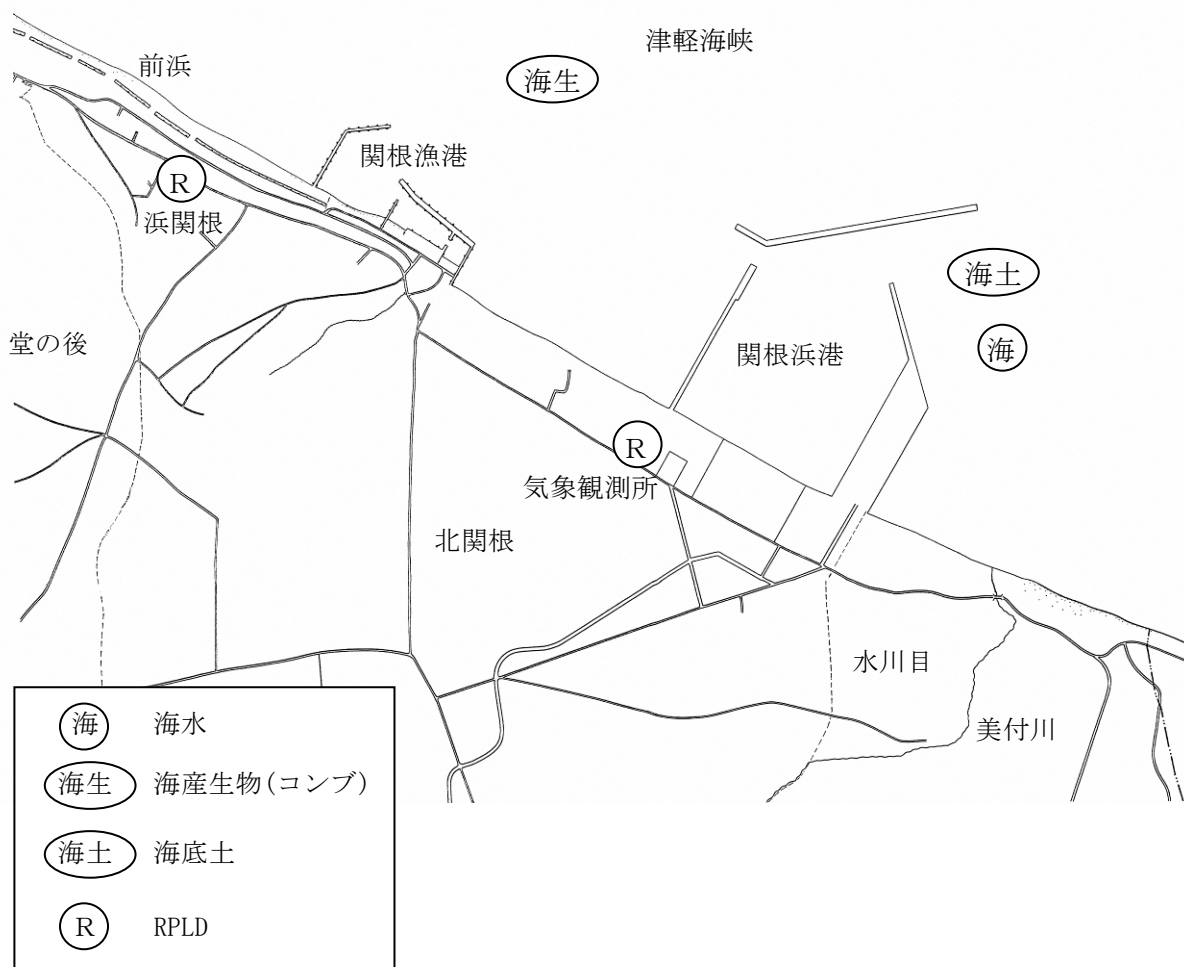 津軽海峡
前浜
海生
関根漁港
R
浜関根
海土
堂の後
関根浜港
海
R
気象観測所
北関根
水川目
美付川
海 海水
海生 海産生物(コンブ)
海土 海底土
R RPLD